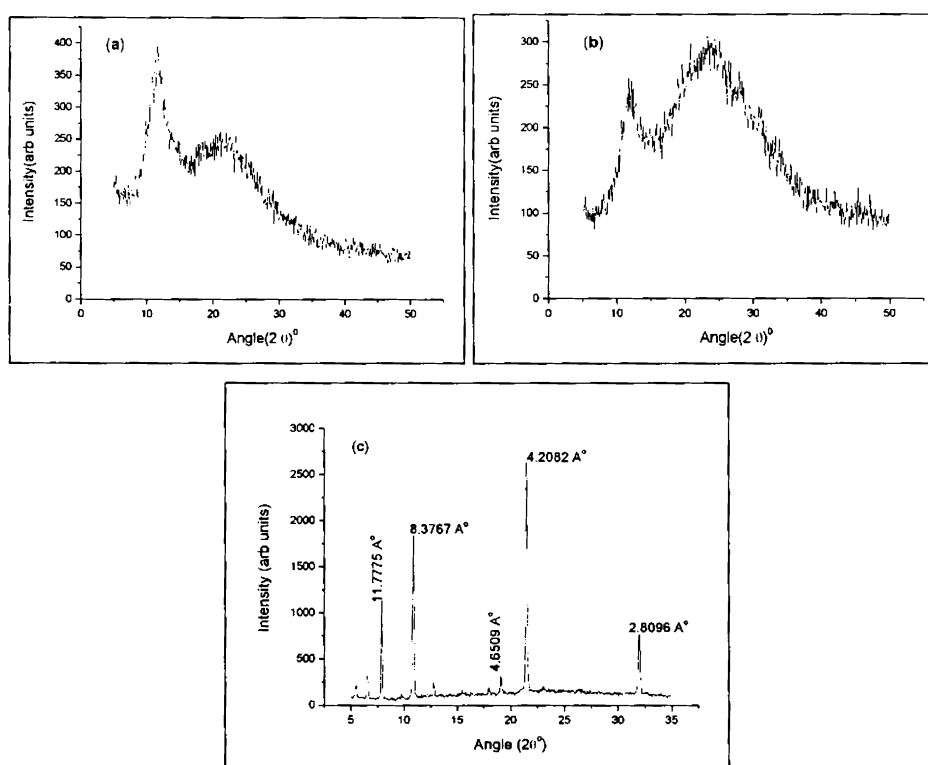 (a)
400
350
300
250
200
150
100
50
0
0 10 20 30 40 50
Intensity(arb units)
Angle(2 θ)⁰
(b)
300
250
200
150
100
50
0
0 10 20 30 40 50
Intensity(arb units)
Angle(2 θ)⁰
(c)
3000
2500
2000
1500
1000
500
0
5 10 15 20 25 30 35
Intensity (arb units)
Angle (2θ°)
11.7775 A°
8.3767 A°
4.6509 A°
4.2082 A°
2.8096 A°